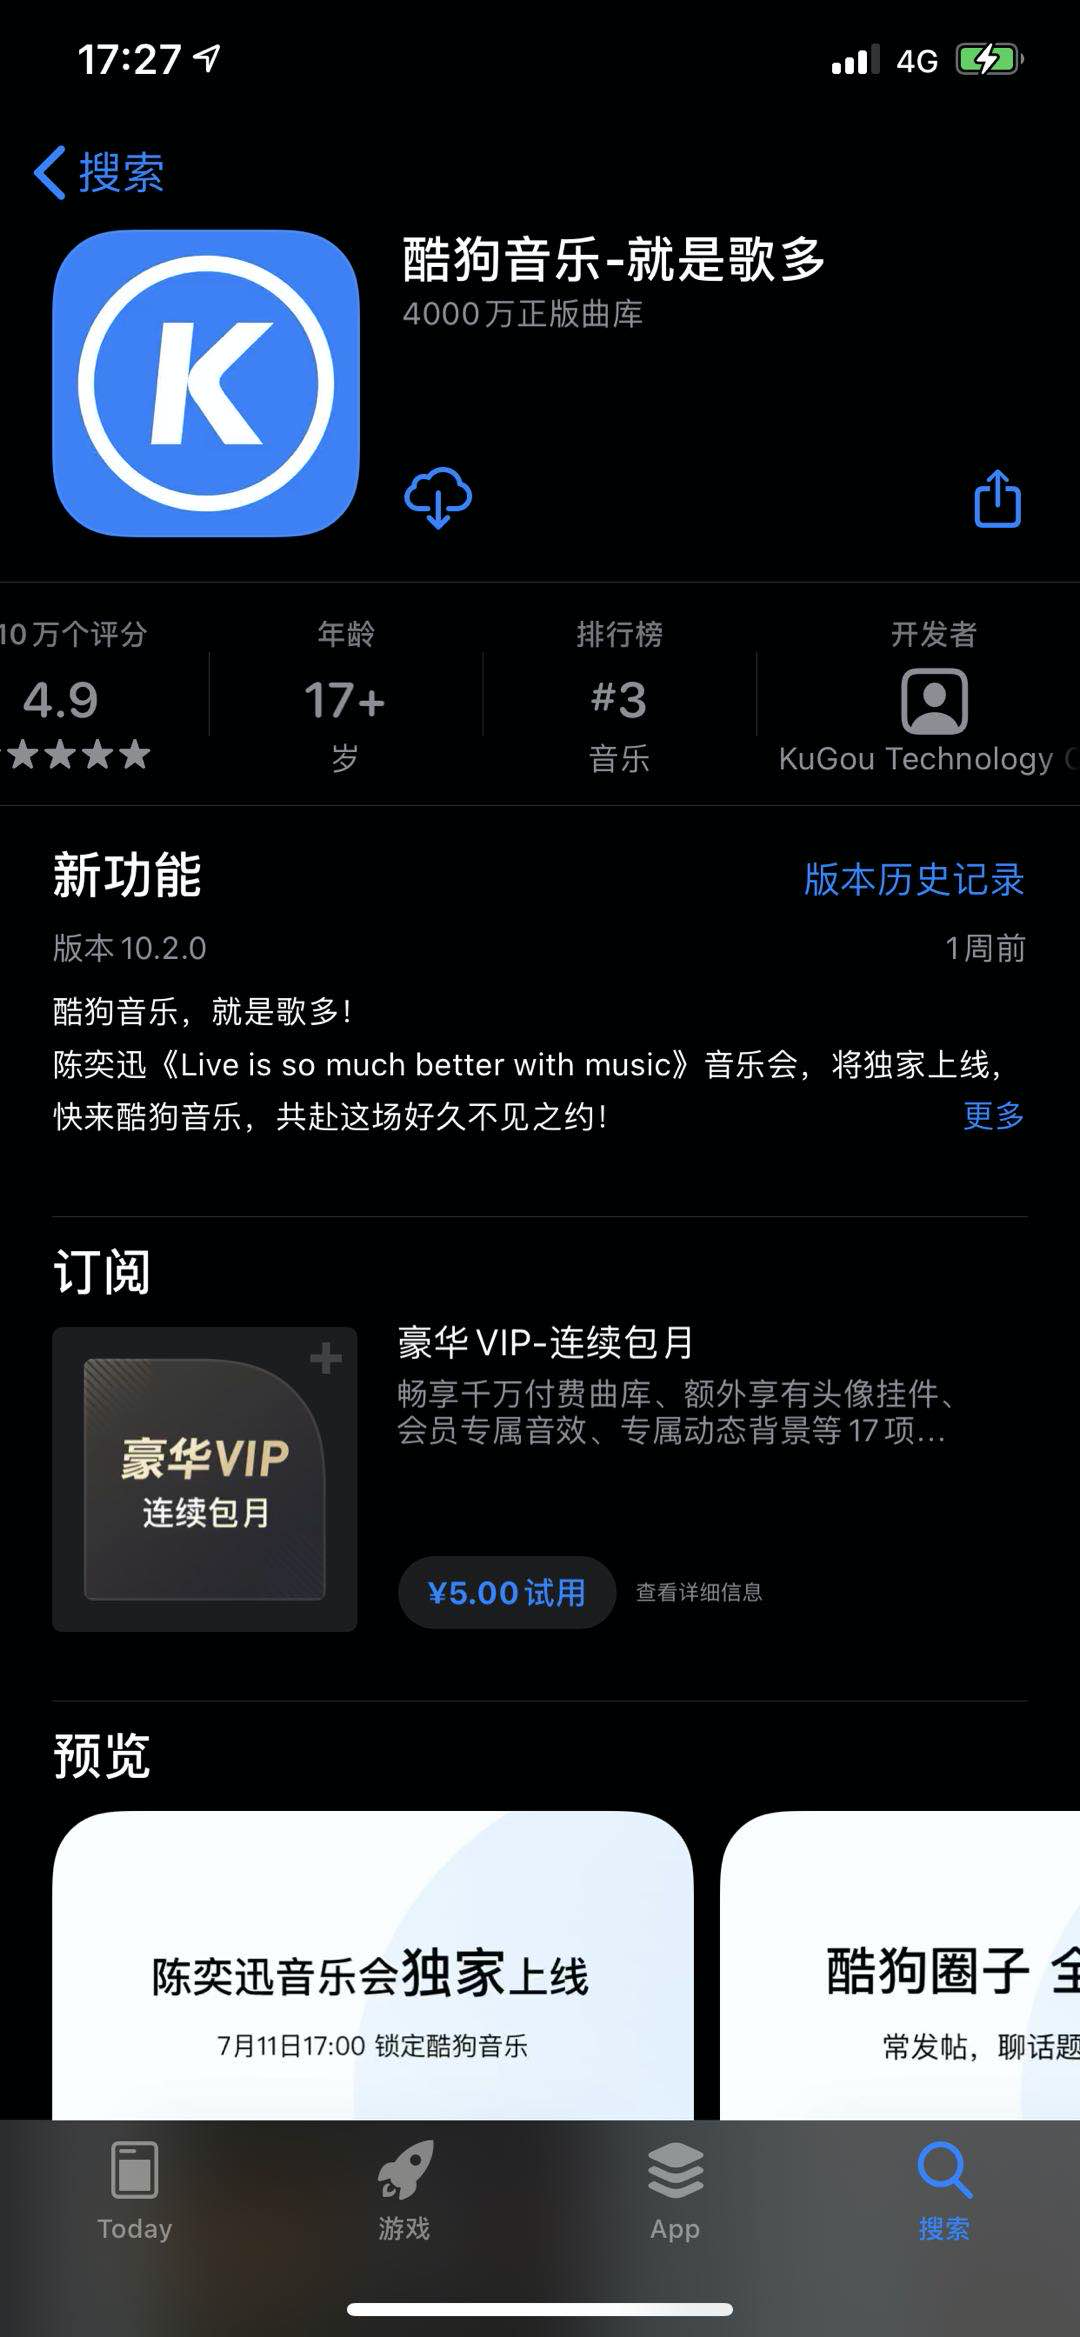 17:27
4G
搜索
K
酷狗音乐-就是歌多
4000万正版曲库
10万个评分
4.9
年龄
17+
岁
排行榜
#3
音乐
开发者
KuGou Technology
新功能
版本历史记录
版本 10.2.0
1周前
酷狗音乐，就是歌多！
陈奕迅《Live is so much better with music》音乐会，将独家上线，
快来酷狗音乐，共赴这场好久不见之约！
更多
订阅
豪华VIP
连续包月
豪华 VIP-连续包月
畅享千万付费曲库、额外享有头像挂件、
会员专属音效、专属动态背景等 17 项...
¥5.00 试用
查看详细信息
预览
陈奕迅音乐会独家上线
7月11日17:00 锁定酷狗音乐
酷狗圈子 全
常发帖，聊话题
Today
游戏
App
搜索